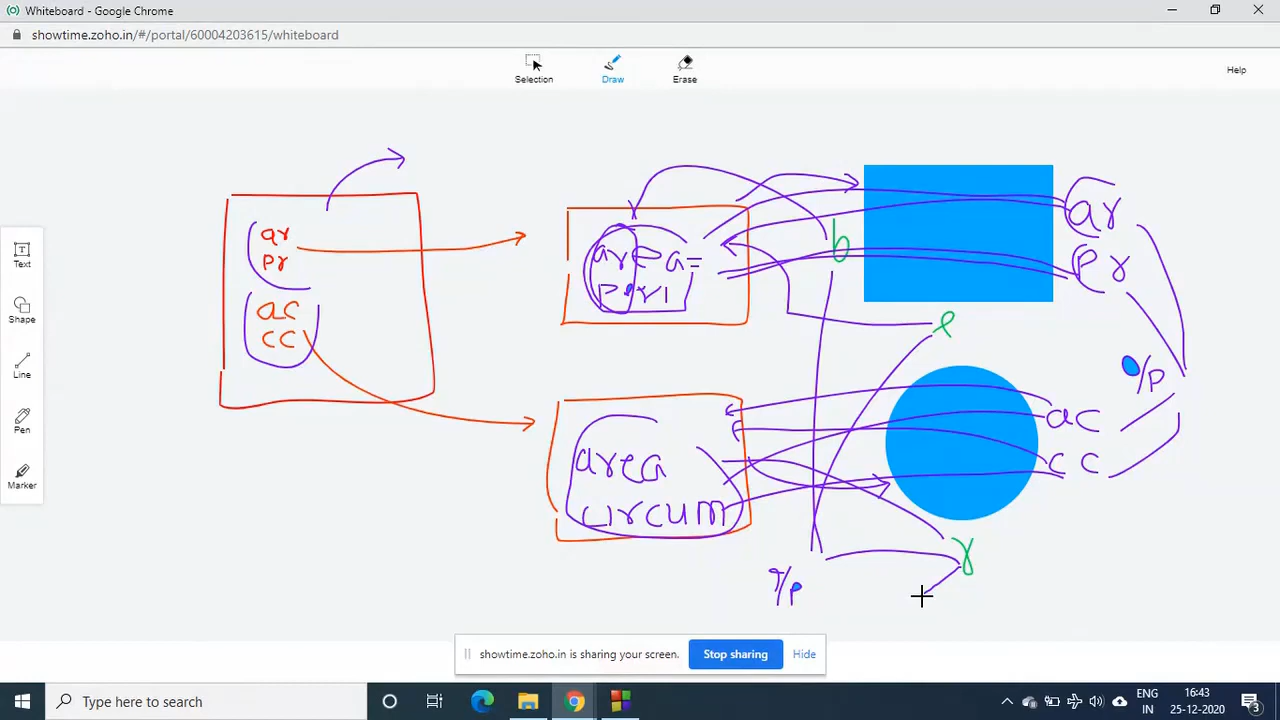 Whiteboard - Google Chrome
showtime.zoho.in/#/portal/60004203615/whiteboard
Selection
Draw
Erase
Help
Text
Shape
Line
Pen
Marker
ar
Pr
ac
cc
ar a=
Peri
area
circum
b
l
r
ar
Pr
ac
cc
O/P
I/P
showtime.zoho.in is sharing your screen.
Stop sharing
Hide
Type here to search
ENG
IN
16:43
25-12-2020
3